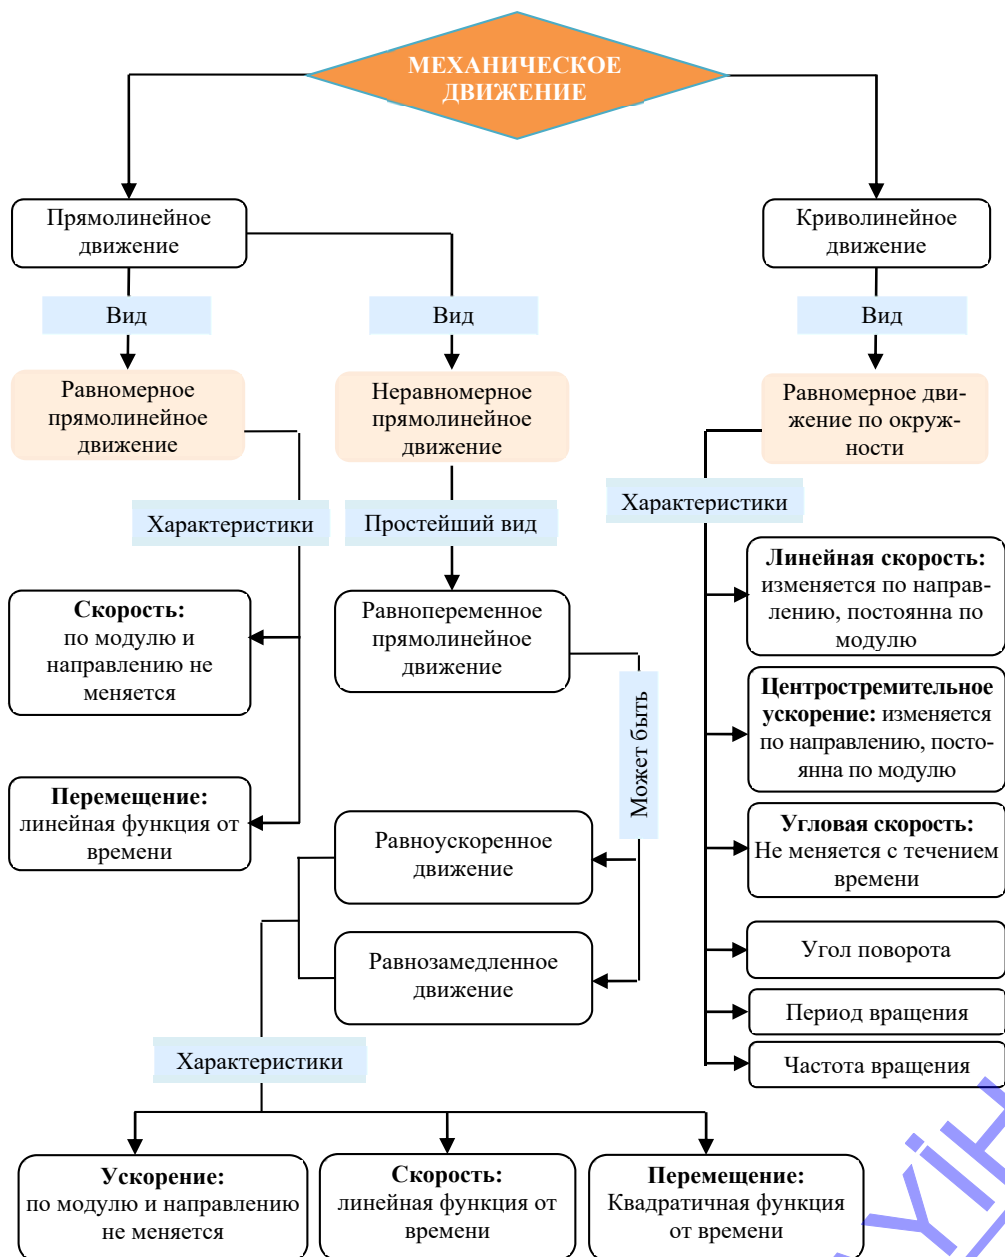 МЕХАНИЧЕСКОЕ
ДВИЖЕНИЕ
Прямолинейное
движение
Криволинейное
движение
Вид
Вид
Вид
Равномерное
прямолинейное
движение
Неравномерное
прямолинейное
движение
Равномерное дви-
жение по окруж-
ности
Характеристики
Простейший вид
Характеристики
Скорость:
по модулю и
направлению не
меняется
Равнопеременное
прямолинейное
движение
Линейная скорость:
изменяется по направ-
лению, постоянна по
модулю
Центростремительное
ускорение: изменяется
по направлению, посто-
янна по модулю
Может быть
Перемещение:
линейная функция от
времени
Равноускоренное
движение
Угловая скорость:
Не меняется с течением
времени
Равнозамедленное
движение
Угол поворота
Период вращения
Частота вращения
Характеристики
Ускорение:
по модулю и направлению
не меняется
Скорость:
линейная функция от
времени
Перемещение:
Квадратичная функция
от времени